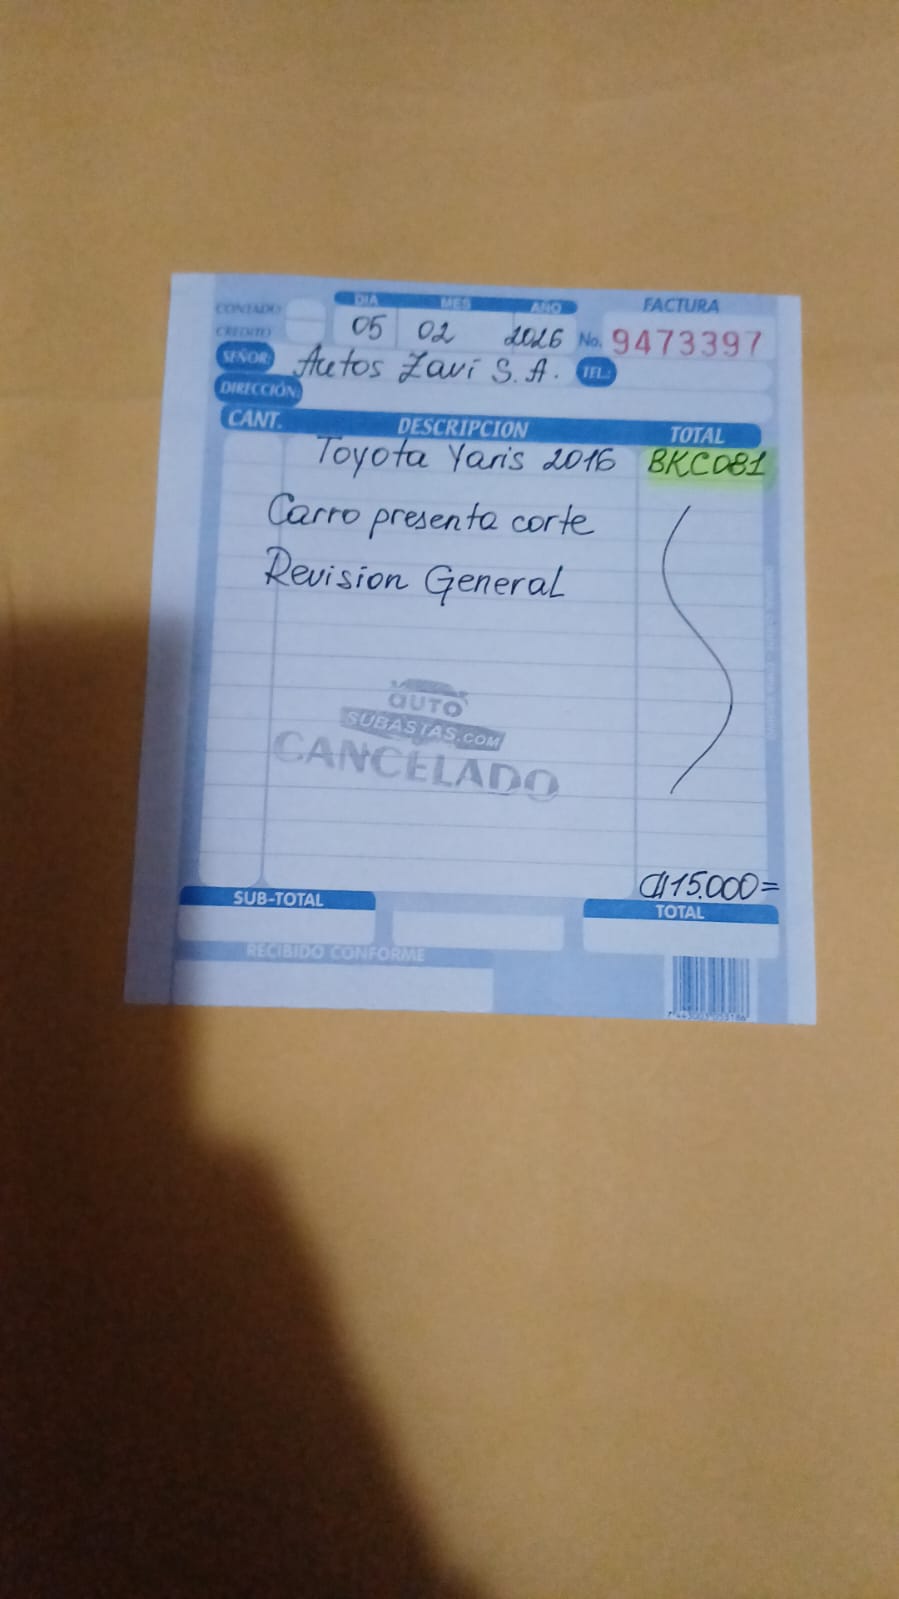 CONTADO
CREDITO
DIA MES AÑO
05 02 2026
FACTURA
No. 9473397
SEÑOR: Autos Zavi S.A. TEL:
DIRECCIÓN:
CANT. DESCRIPCION TOTAL
Toyota Yaris 2016 BKC081
Carro presenta corte
Revision General
AUTO
SUBASTAS.COM
CANCELADO
₡115.000=
SUB-TOTAL TOTAL
RECIBIDO CONFORME